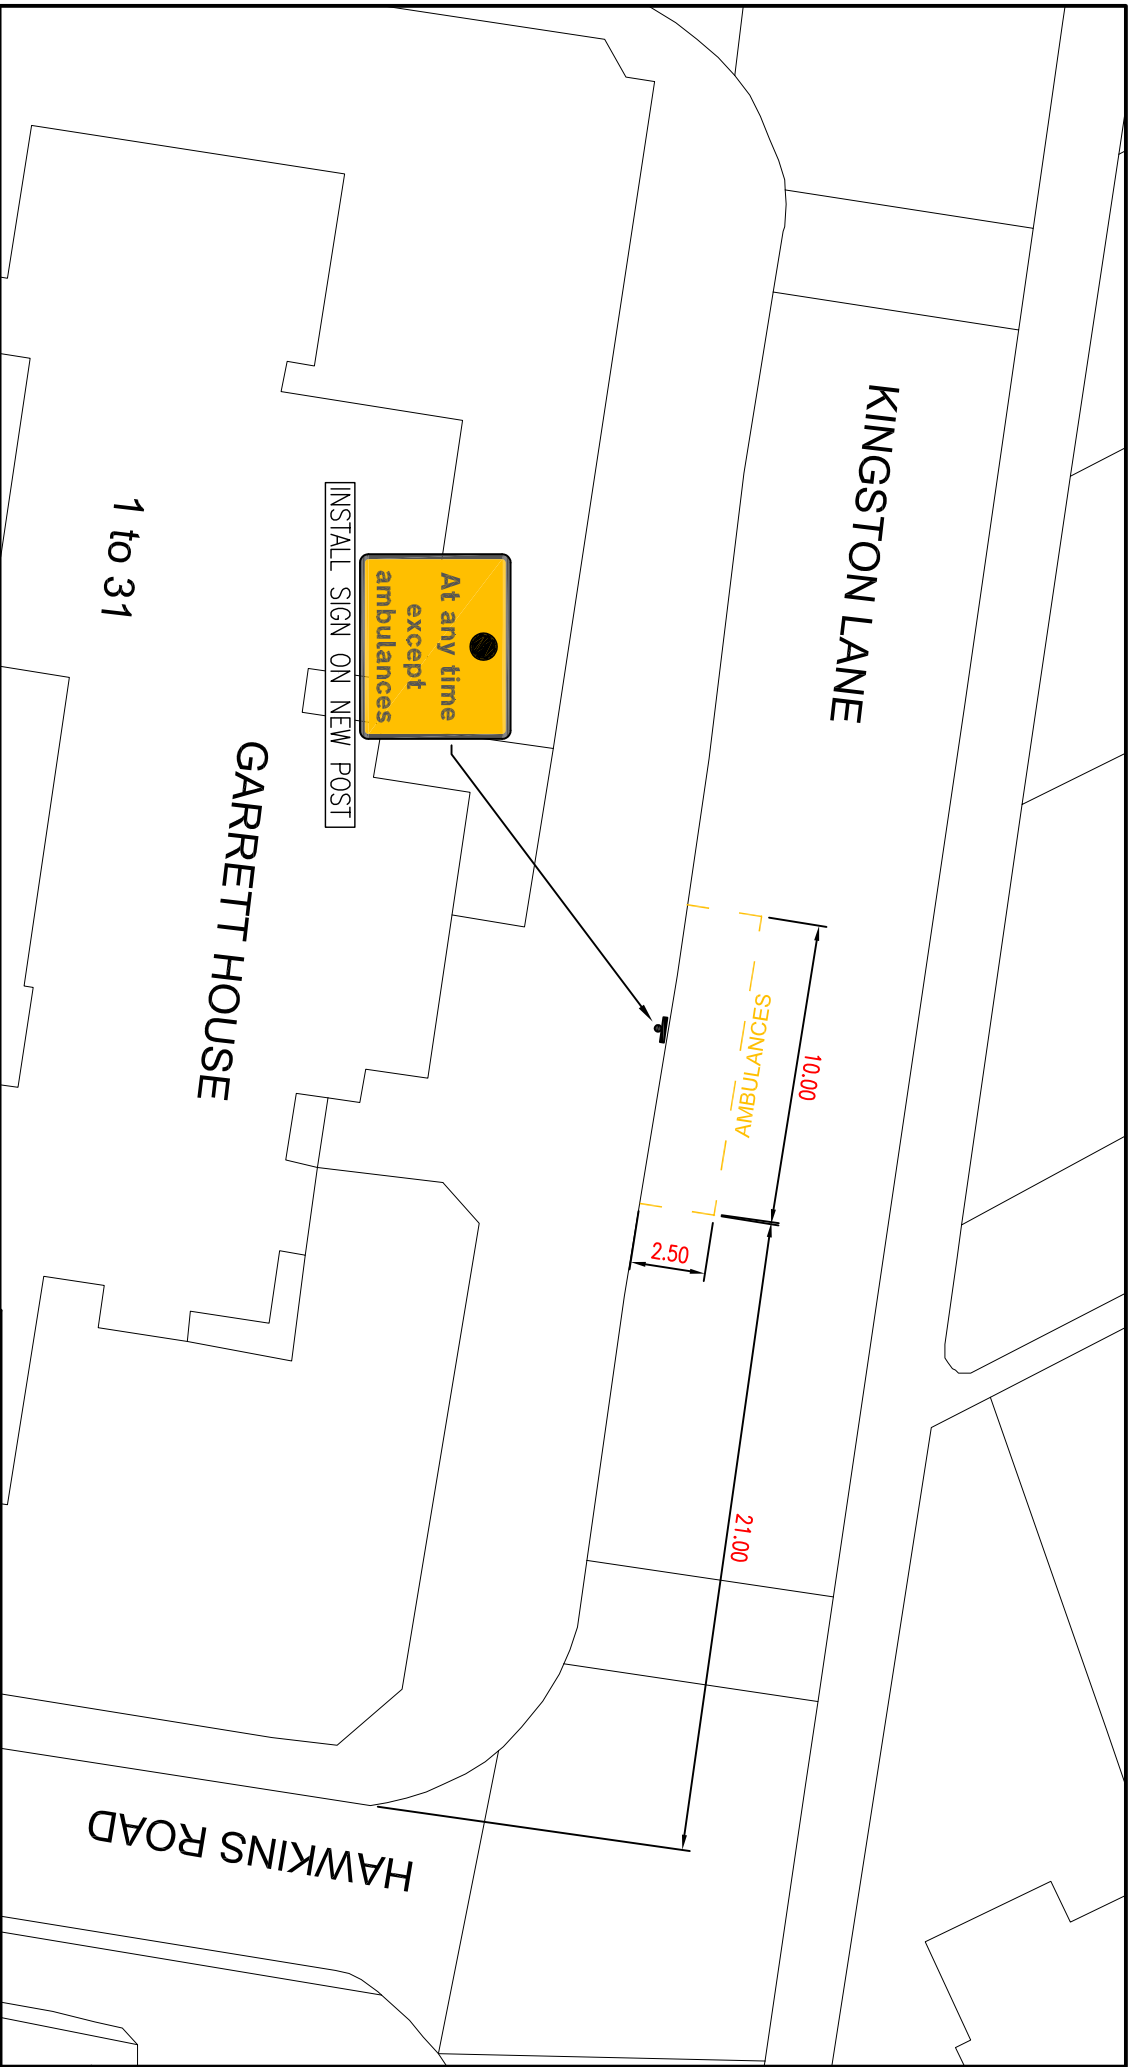 KINGSTON LANE
10.00
AMBULANCES
21.00
2.50
At any time
except
ambulances
INSTALL SIGN ON NEW POST
GARRETT HOUSE
1 to 31
HAWKINS ROAD